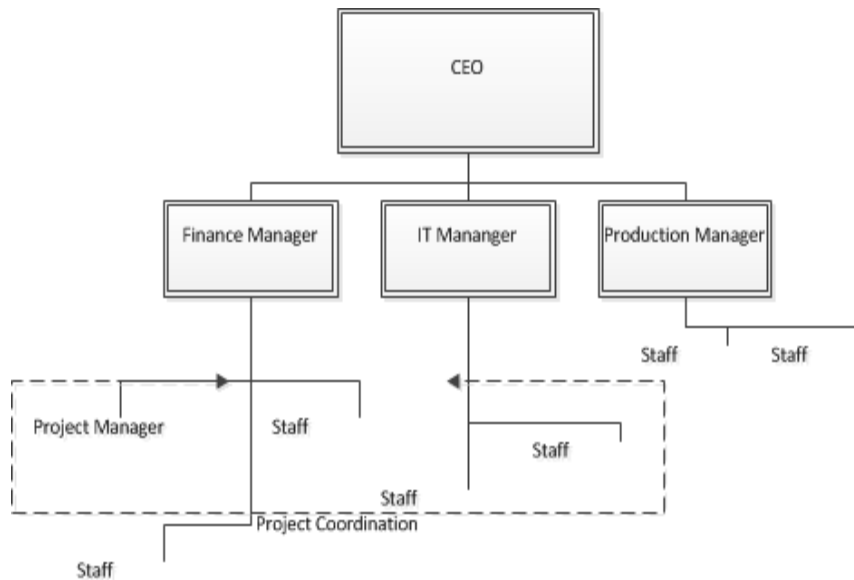 CEO
Finance Manager
IT Mananger
Production Manager
Staff
Staff
Project Manager
Staff
Staff
Staff
Project Coordination
Staff